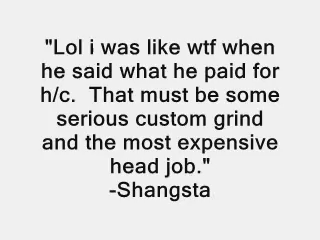 "Lol i was like wtf when
he said what he paid for
h/c.  That must be some
serious custom grind
and the most expensive
head job."
-Shangsta